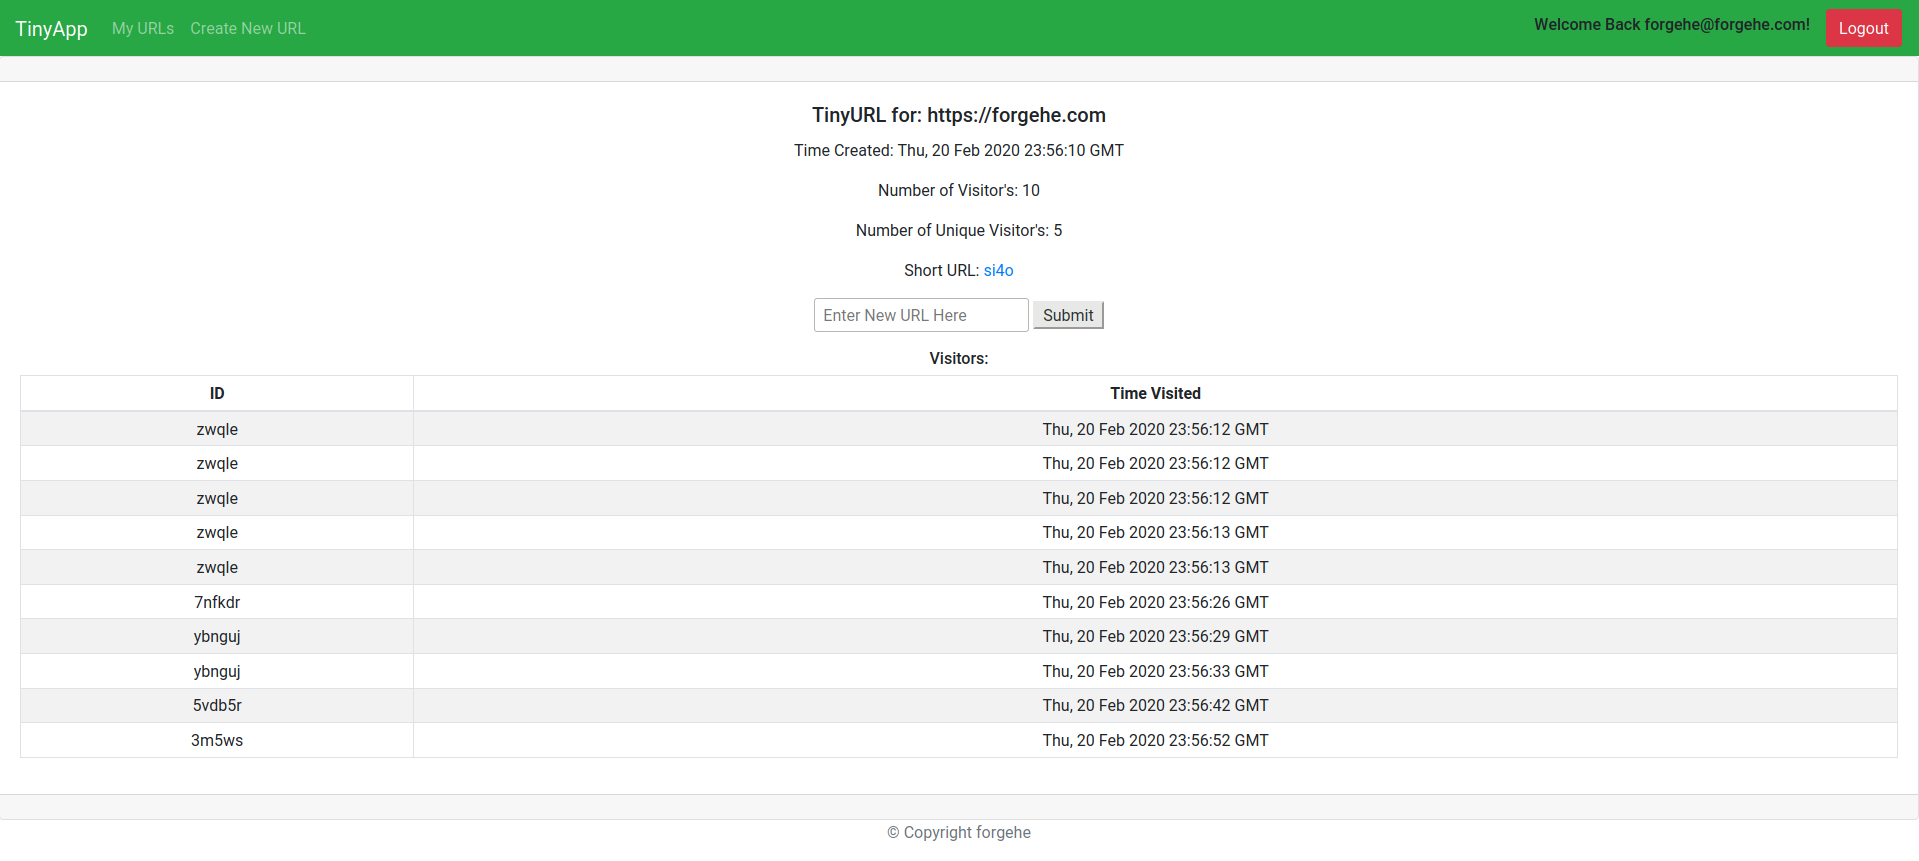 TinyApp My URLs Create New URL Welcome Back forgehe@forgehe.com! Logout
TinyURL for: https://forgehe.com
Time Created: Thu, 20 Feb 2020 23:56:10 GMT
Number of Visitor's: 10
Number of Unique Visitor's: 5
Short URL: si4o
Enter New URL Here Submit
Visitors:
ID Time Visited
zwqle Thu, 20 Feb 2020 23:56:12 GMT
zwqle Thu, 20 Feb 2020 23:56:12 GMT
zwqle Thu, 20 Feb 2020 23:56:12 GMT
zwqle Thu, 20 Feb 2020 23:56:13 GMT
zwqle Thu, 20 Feb 2020 23:56:13 GMT
7nfkdr Thu, 20 Feb 2020 23:56:26 GMT
ybnguj Thu, 20 Feb 2020 23:56:29 GMT
ybnguj Thu, 20 Feb 2020 23:56:33 GMT
5vdb5r Thu, 20 Feb 2020 23:56:42 GMT
3m5ws Thu, 20 Feb 2020 23:56:52 GMT
© Copyright forgehe